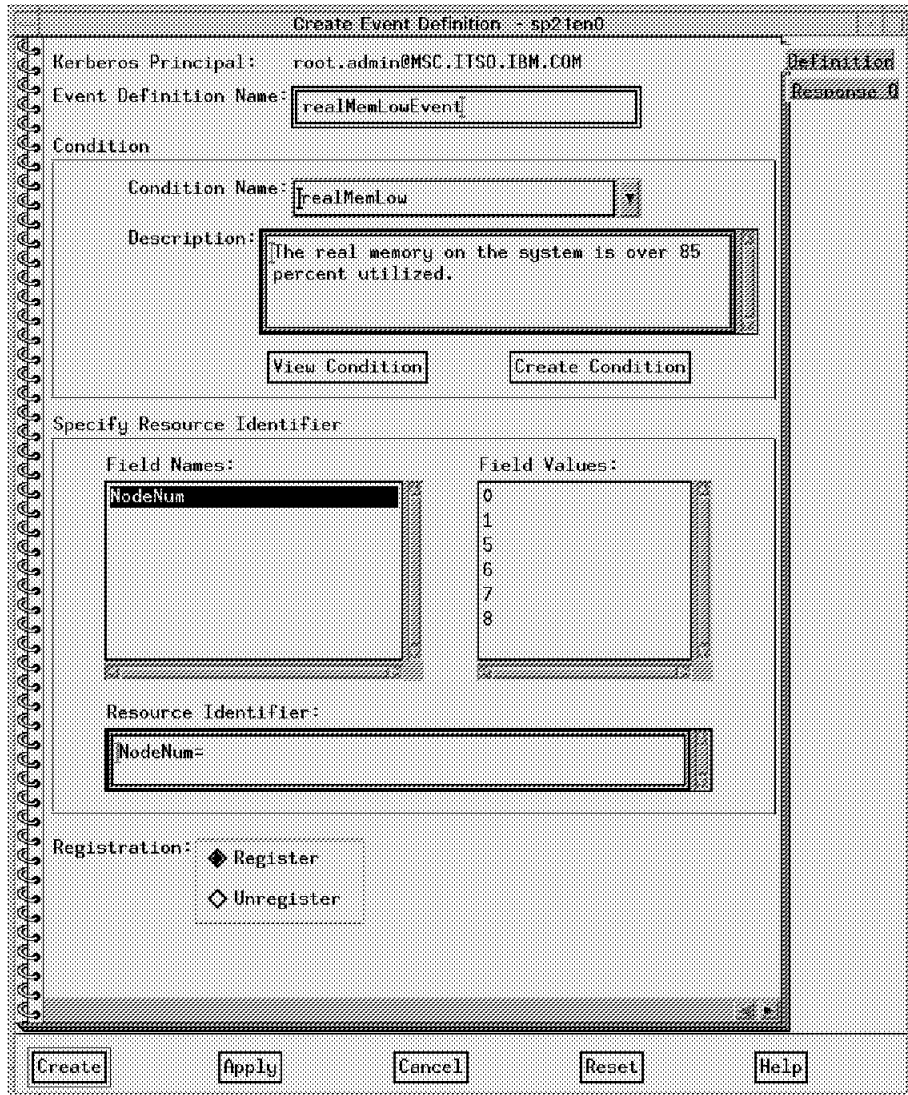 Create Event Definition - sp21en0
Kerberos Principal: root.admin@MSC.ITSO.IBM.COM
Definition
Event Definition Name: realMemLowEvent
Response O
Condition
Condition Name: realMemLow
Description: The real memory on the system is over 85
percent utilized.
View Condition Create Condition
Specify Resource Identifier
Field Names: Field Values:
NodeNum 0
1
5
6
7
8
Resource Identifier:
NodeNum=
Registration: Register
Unregister
Create Apply Cancel Reset Help